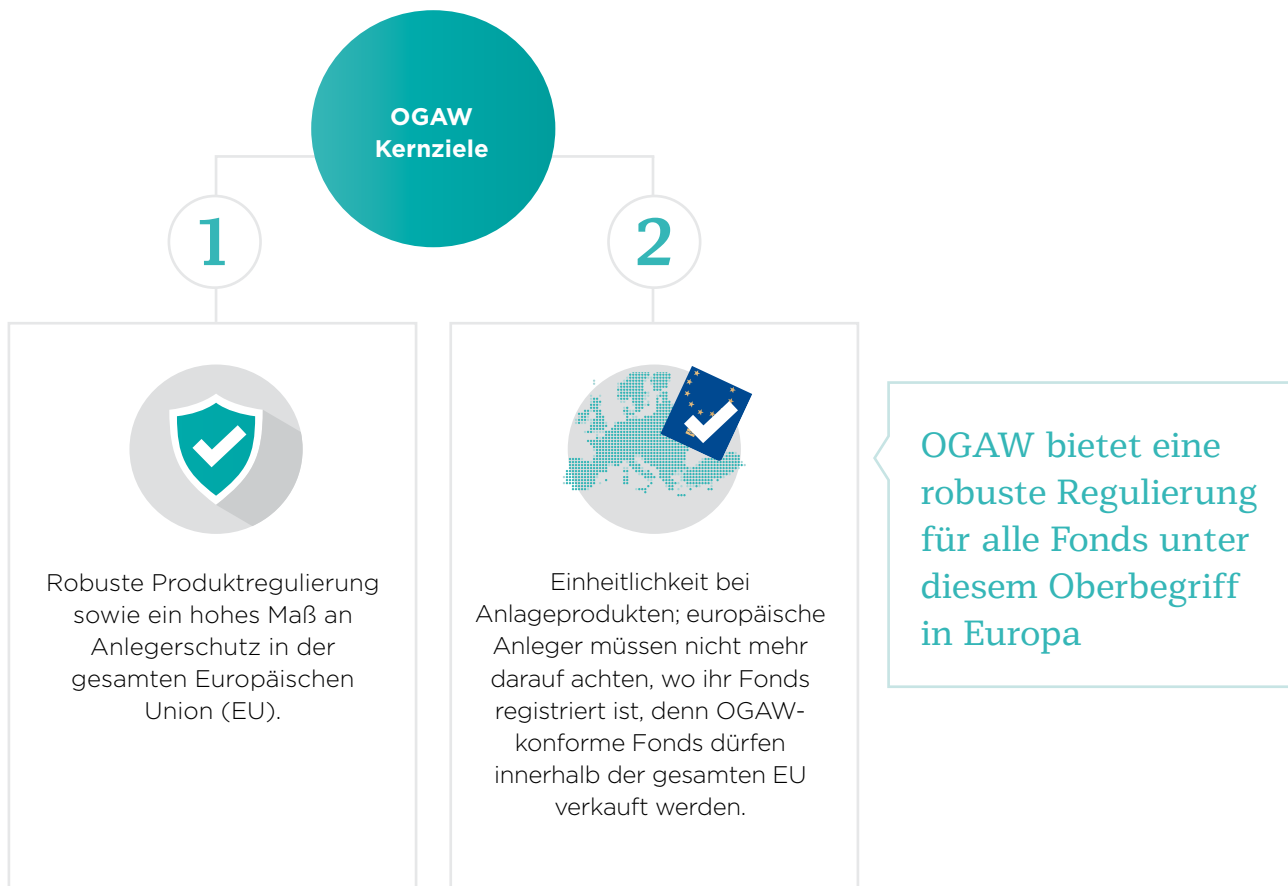 OGAW
Kernziele
1
2
Robuste Produktregulierung
sowie ein hohes Maß an
Anlegerschutz in der
gesamten Europäischen
Union (EU).
Einheitlichkeit bei
Anlageprodukten; europäische
Anleger müssen nicht mehr
darauf achten, wo ihr Fonds
registriert ist, denn OGAW-
konforme Fonds dürfen
innerhalb der gesamten EU
verkauft werden.
OGAW bietet eine
robuste Regulierung
für alle Fonds unter
diesem Oberbegriff
in Europa